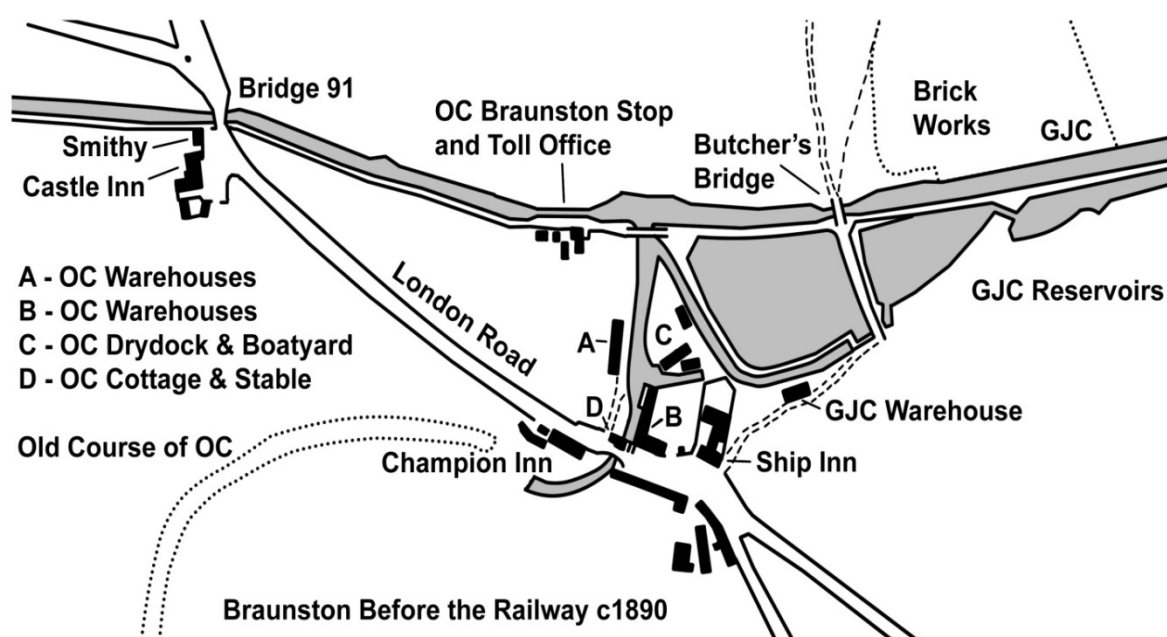 Bridge 91
OC Braunston Stop
and Toll Office
Butcher's
Bridge
Brick
Works
GJC
Smithy
Castle Inn
A - OC Warehouses
B - OC Warehouses
C - OC Drydock & Boatyard
D - OC Cottage & Stable
London Road
GJC Reservoirs
A
C
D
B
GJC Warehouse
Old Course of OC
Champion Inn
Ship Inn
Braunston Before the Railway c1890